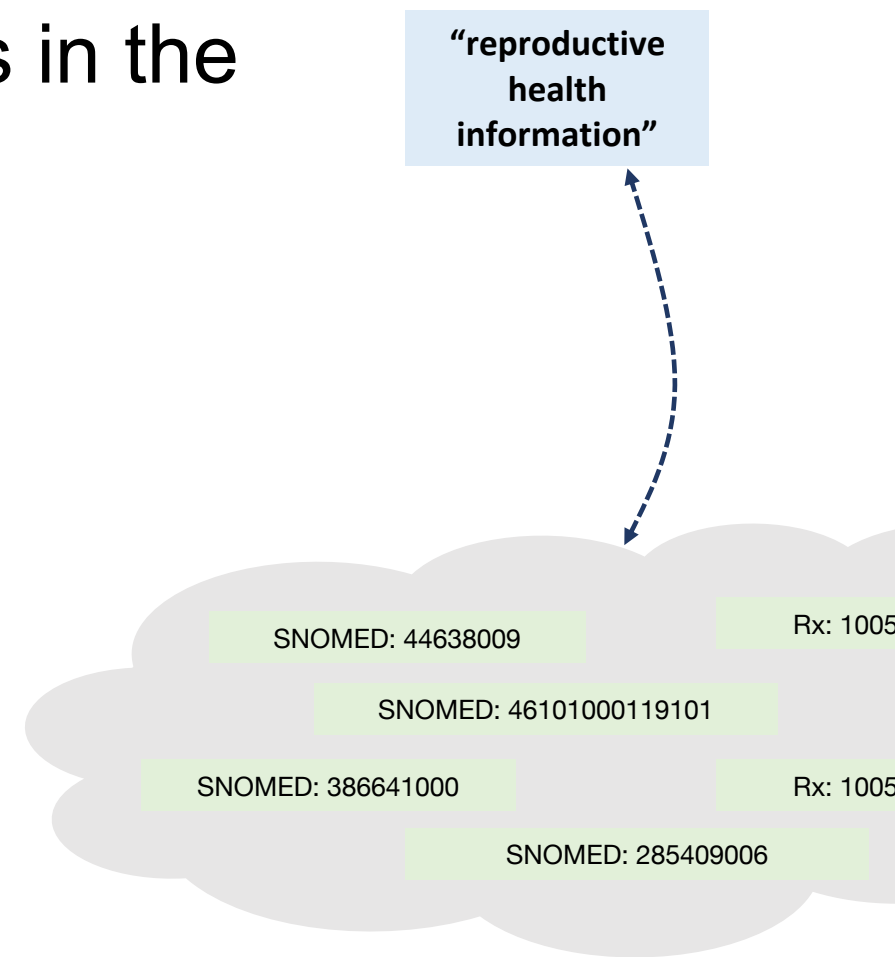 s in the
“reproductive
health
information”
SNOMED: 44638009
Rx: 1005
SNOMED: 46101000119101
SNOMED: 386641000
Rx: 1005
SNOMED: 285409006